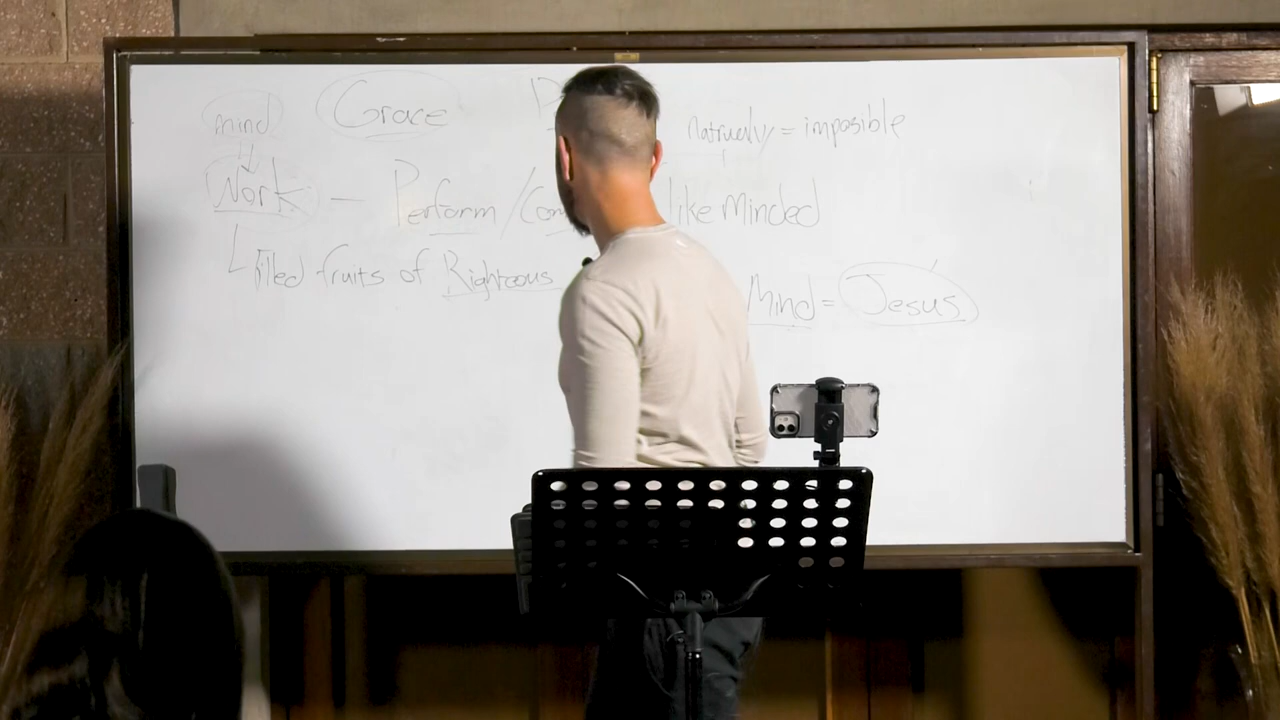 mind Grace natruely = imposible
Work — Perform / like Minded
filled fruits of Righteous
Mind = Jesus